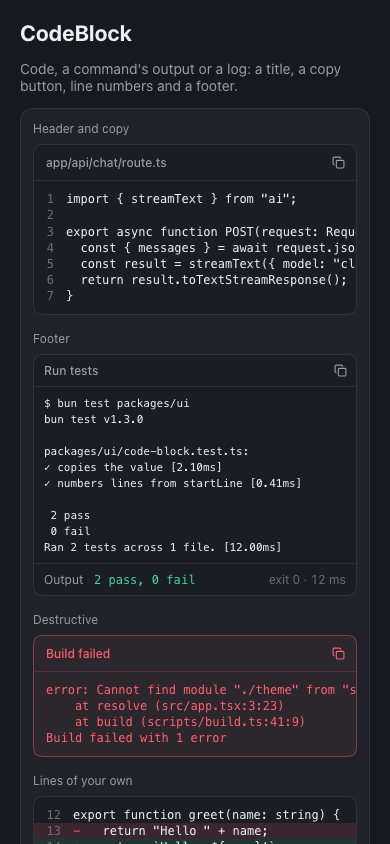 CodeBlock
Code, a command's output or a log: a title, a copy
button, line numbers and a footer.
Header and copy
app/api/chat/route.ts
1 import { streamText } from "ai";
2
3 export async function POST(request: Requ
4   const { messages } = await request.jso
5   const result = streamText({ model: "cl
6   return result.toTextStreamResponse();
7 }
Footer
Run tests
$ bun test packages/ui
bun test v1.3.0
packages/ui/code-block.test.ts:
✓ copies the value [2.10ms]
✓ numbers lines from startLine [0.41ms]
 2 pass
 0 fail
Ran 2 tests across 1 file. [12.00ms]
Output 2 pass, 0 fail exit 0 · 12 ms
Destructive
Build failed
error: Cannot find module "./theme" from "s
    at resolve (src/app.tsx:3:23)
    at build (scripts/build.ts:41:9)
Build failed with 1 error
Lines of your own
12 export function greet(name: string) {
13 −   return "Hello " + name;